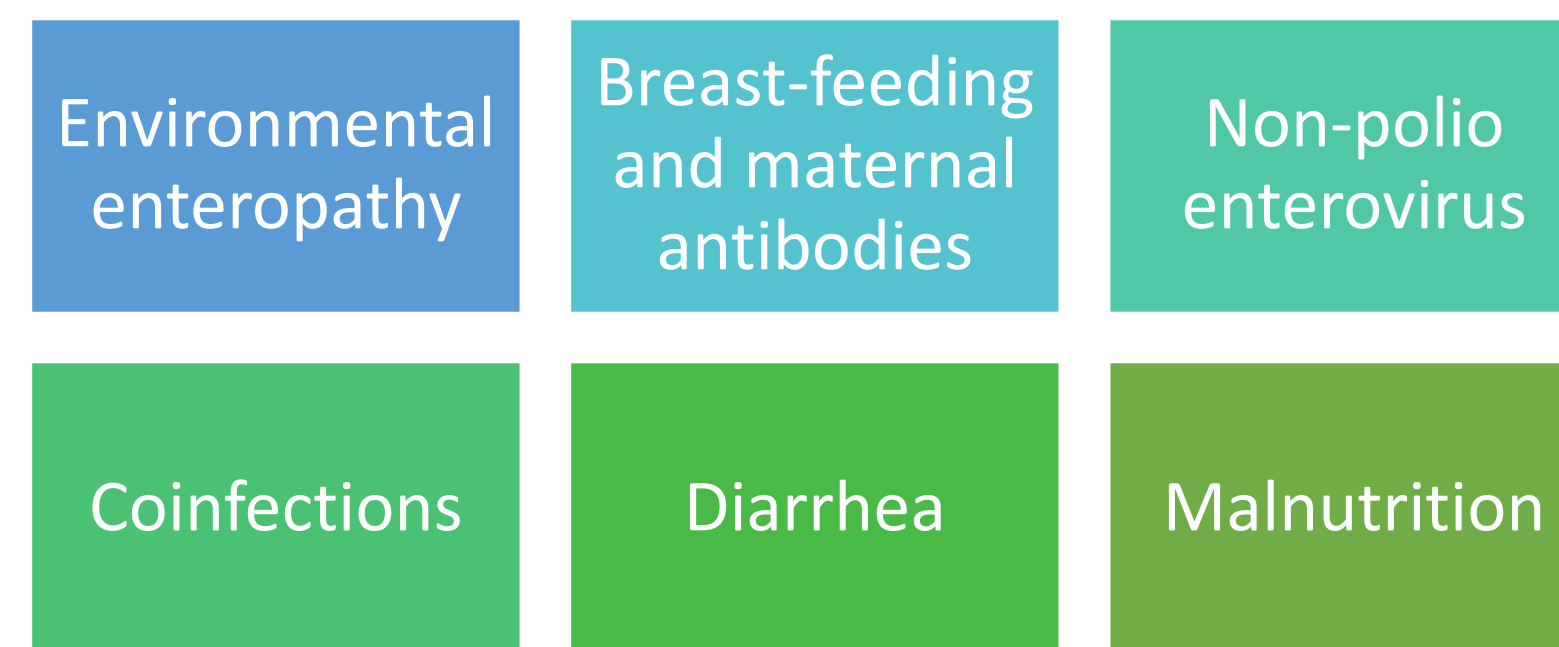 Environmental
enteropathy
Breast-feeding
and maternal
antibodies
Non-polio
enterovirus
Coinfections
Diarrhea
Malnutrition